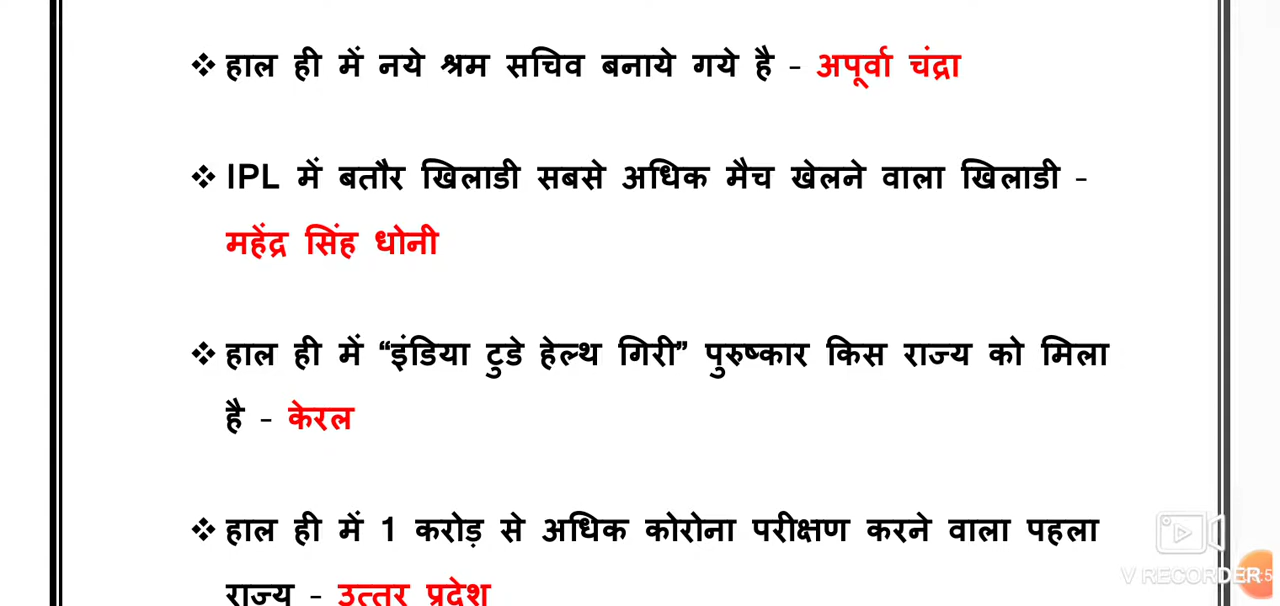 ❖ हाल ही में नये श्रम सचिव बनाये गये है - अपूर्वा चंद्रा
❖ IPL में बतौर खिलाडी सबसे अधिक मैच खेलने वाला खिलाडी -
महेंद्र सिंह धोनी
❖ हाल ही में “इंडिया टुडे हेल्थ गिरी” पुरुष्कार किस राज्य को मिला
है - केरल
❖ हाल ही में 1 करोड़ से अधिक कोरोना परीक्षण करने वाला पहला
राज्य - उत्तर प्रदेश
V RECORDER